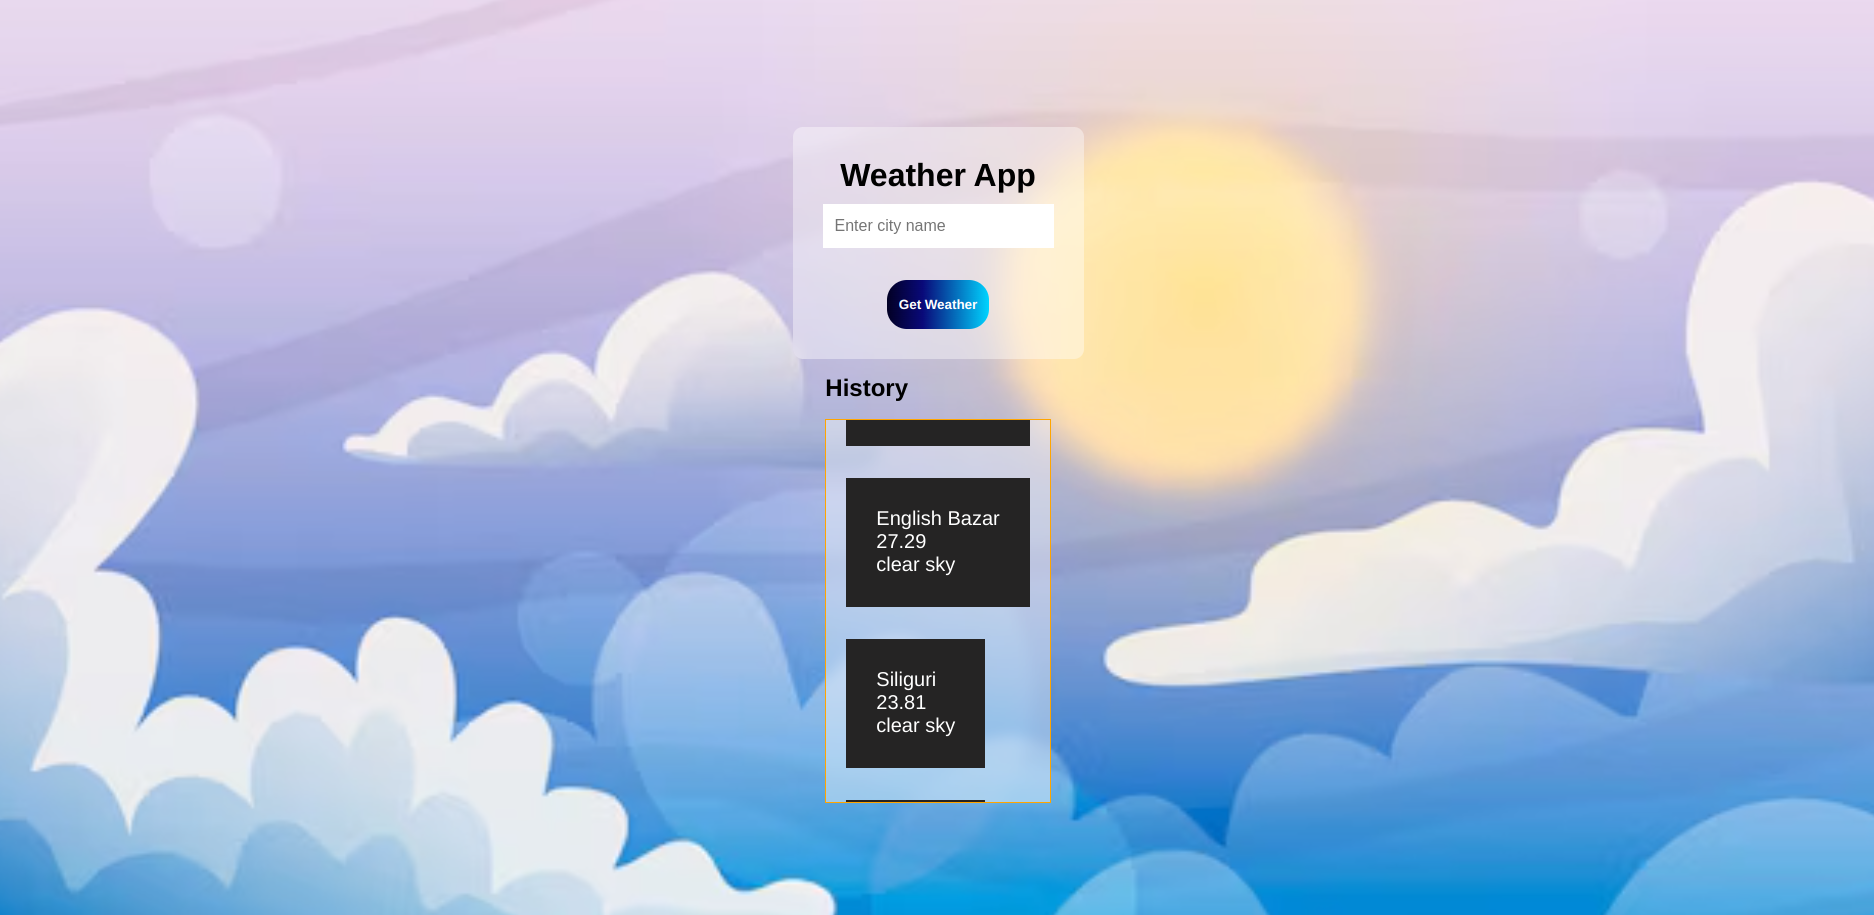 Weather App
Enter city name
Get Weather
History
English Bazar
27.29
clear sky
Siliguri
23.81
clear sky